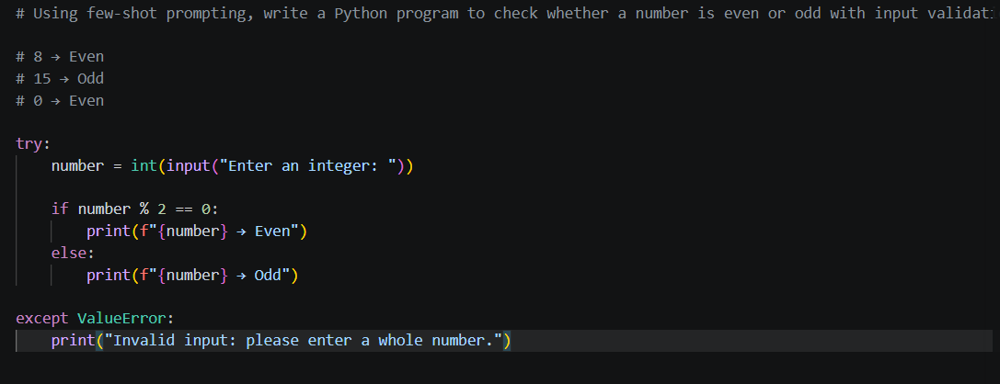 # Using few-shot prompting, write a Python program to check whether a number is even or odd with input
# 8 → Even
# 15 → Odd
# 0 → Even
try:
    number = int(input("Enter an integer: "))
    if number % 2 == 0:
        print(f"{number} → Even")
    else:
        print(f"{number} → Odd")
except ValueError:
    print("Invalid input: please enter a whole number.")